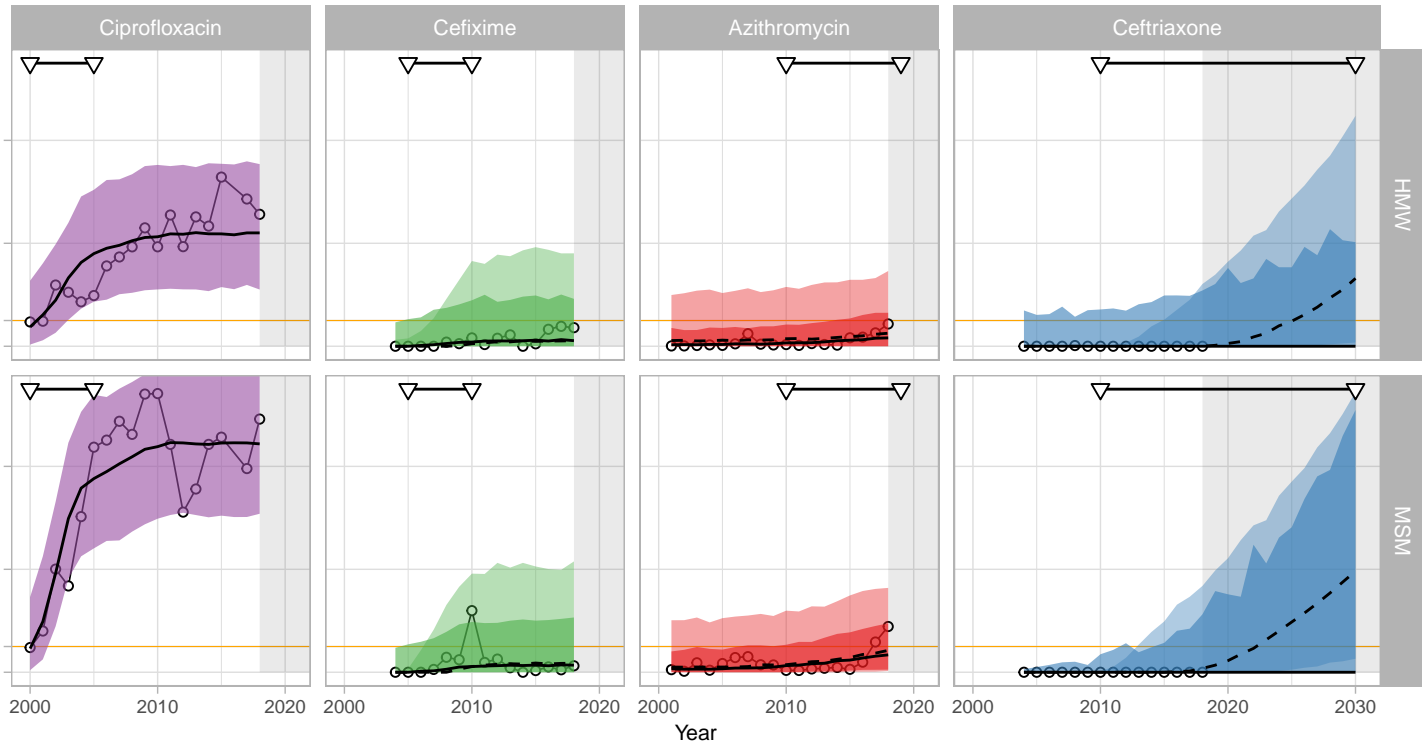 Ciprofloxacin Cefixime Azithromycin Ceftriaxone
HMW
MSM
2000 2010 2020 2000 2010 2020 2000 2010 2020 2000 2010 2020 2030
Year